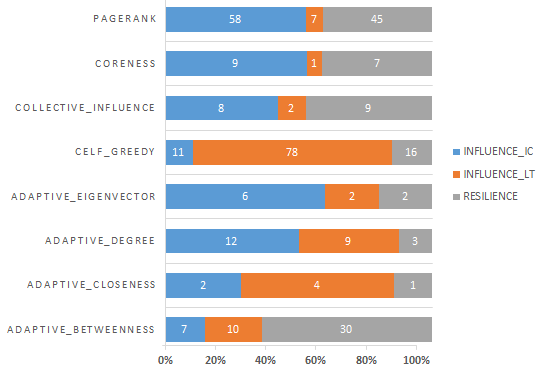 PAGERANK 58 7 45
CORENESS 9 1 7
COLLECTIVE_INFLUENCE 8 2 9
CELF_GREEDY 11 78 16
ADAPTIVE_EIGENVECTOR 6 2 2
ADAPTIVE_DEGREE 12 9 3
ADAPTIVE_CLOSENESS 2 4 1
ADAPTIVE_BETWEENNESS 7 10 30
0% 20% 40% 60% 80% 100%
INFLUENCE_IC
INFLUENCE_LT
RESILIENCE